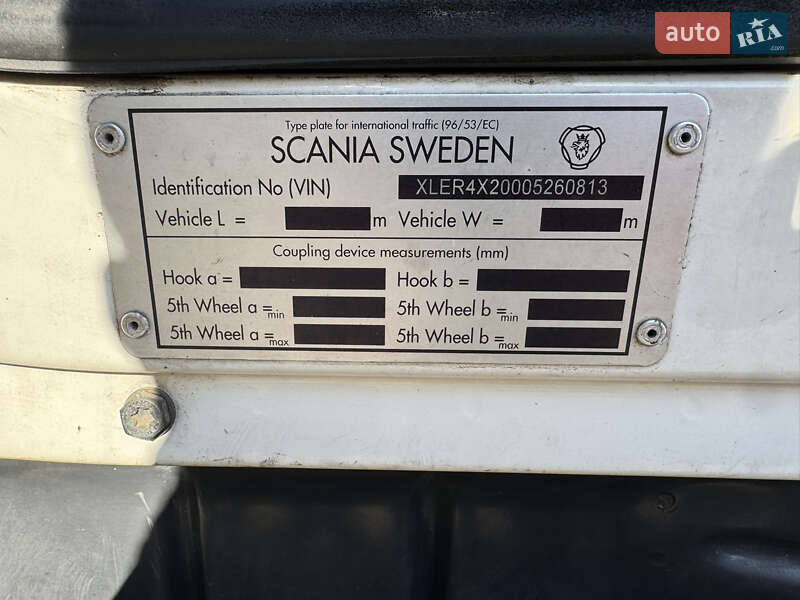 auto RIA .com
Type plate for international traffic (96/53/EC)
SCANIA SWEDEN
Identification No (VIN) XLER4X20005260813
Vehicle L = m Vehicle W = m
Coupling device measurements (mm)
Hook a = Hook b =
5th Wheel a = min 5th Wheel b = min
5th Wheel a = max 5th Wheel b = max